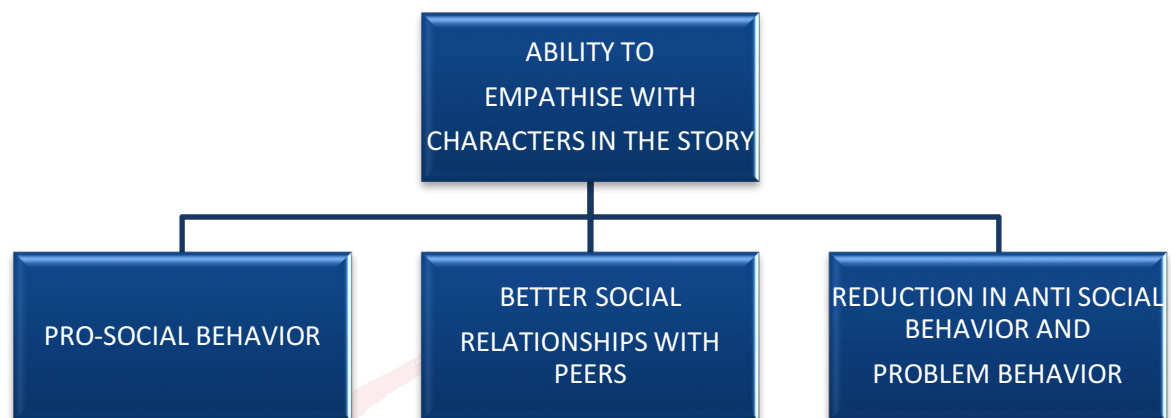 ABILITY TO
EMPATHISE WITH
CHARACTERS IN THE STORY
PRO-SOCIAL BEHAVIOR
BETTER SOCIAL
RELATIONSHIPS WITH
PEERS
REDUCTION IN ANTI SOCIAL
BEHAVIOR AND
PROBLEM BEHAVIOR